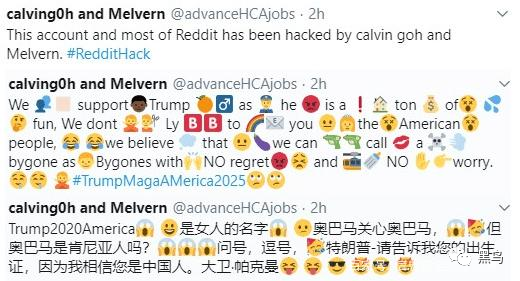 calving0h and Melvern @advanceHCAjobs · 2h
This account and most of Reddit has been hacked by calvin goh and
Melvern. #RedditHack
calving0h and Melvern @advanceHCAjobs · 2h
We 👥🏻 support👨🏿Trump 🍊♂️ as 👮 he 😡 is a ❗🏠 ton 💰 of😵 💦
🤔 fun, We dont 🙅💇 Ly 🅱️🅱️ to 🌈📧 you 😐👵the😵American😵
people, 😂😂we believe 💭 that 😐🍆we can 🔫🔫 call 💋 a ☠️💨
bygone as👴Bygones with🙌NO regret😡😣 and 📻💉 NO ✋👉worry.
🤤🤤 🙅#TrumpMagaAMerica2025🙄🙄
calving0h and Melvern @advanceHCAjobs · 2h
Trump2020America😱 😀是女人的名字😱 😐奥巴马关心奥巴马，😱🥳但
奥巴马是肯尼亚人吗？ 😱😱😱问号，逗号，🥳特朗普-请告诉我您的出生
证，因为我相信您是中国人。大卫·帕克曼😝😝 😎🥳😎🥳
黑鸟